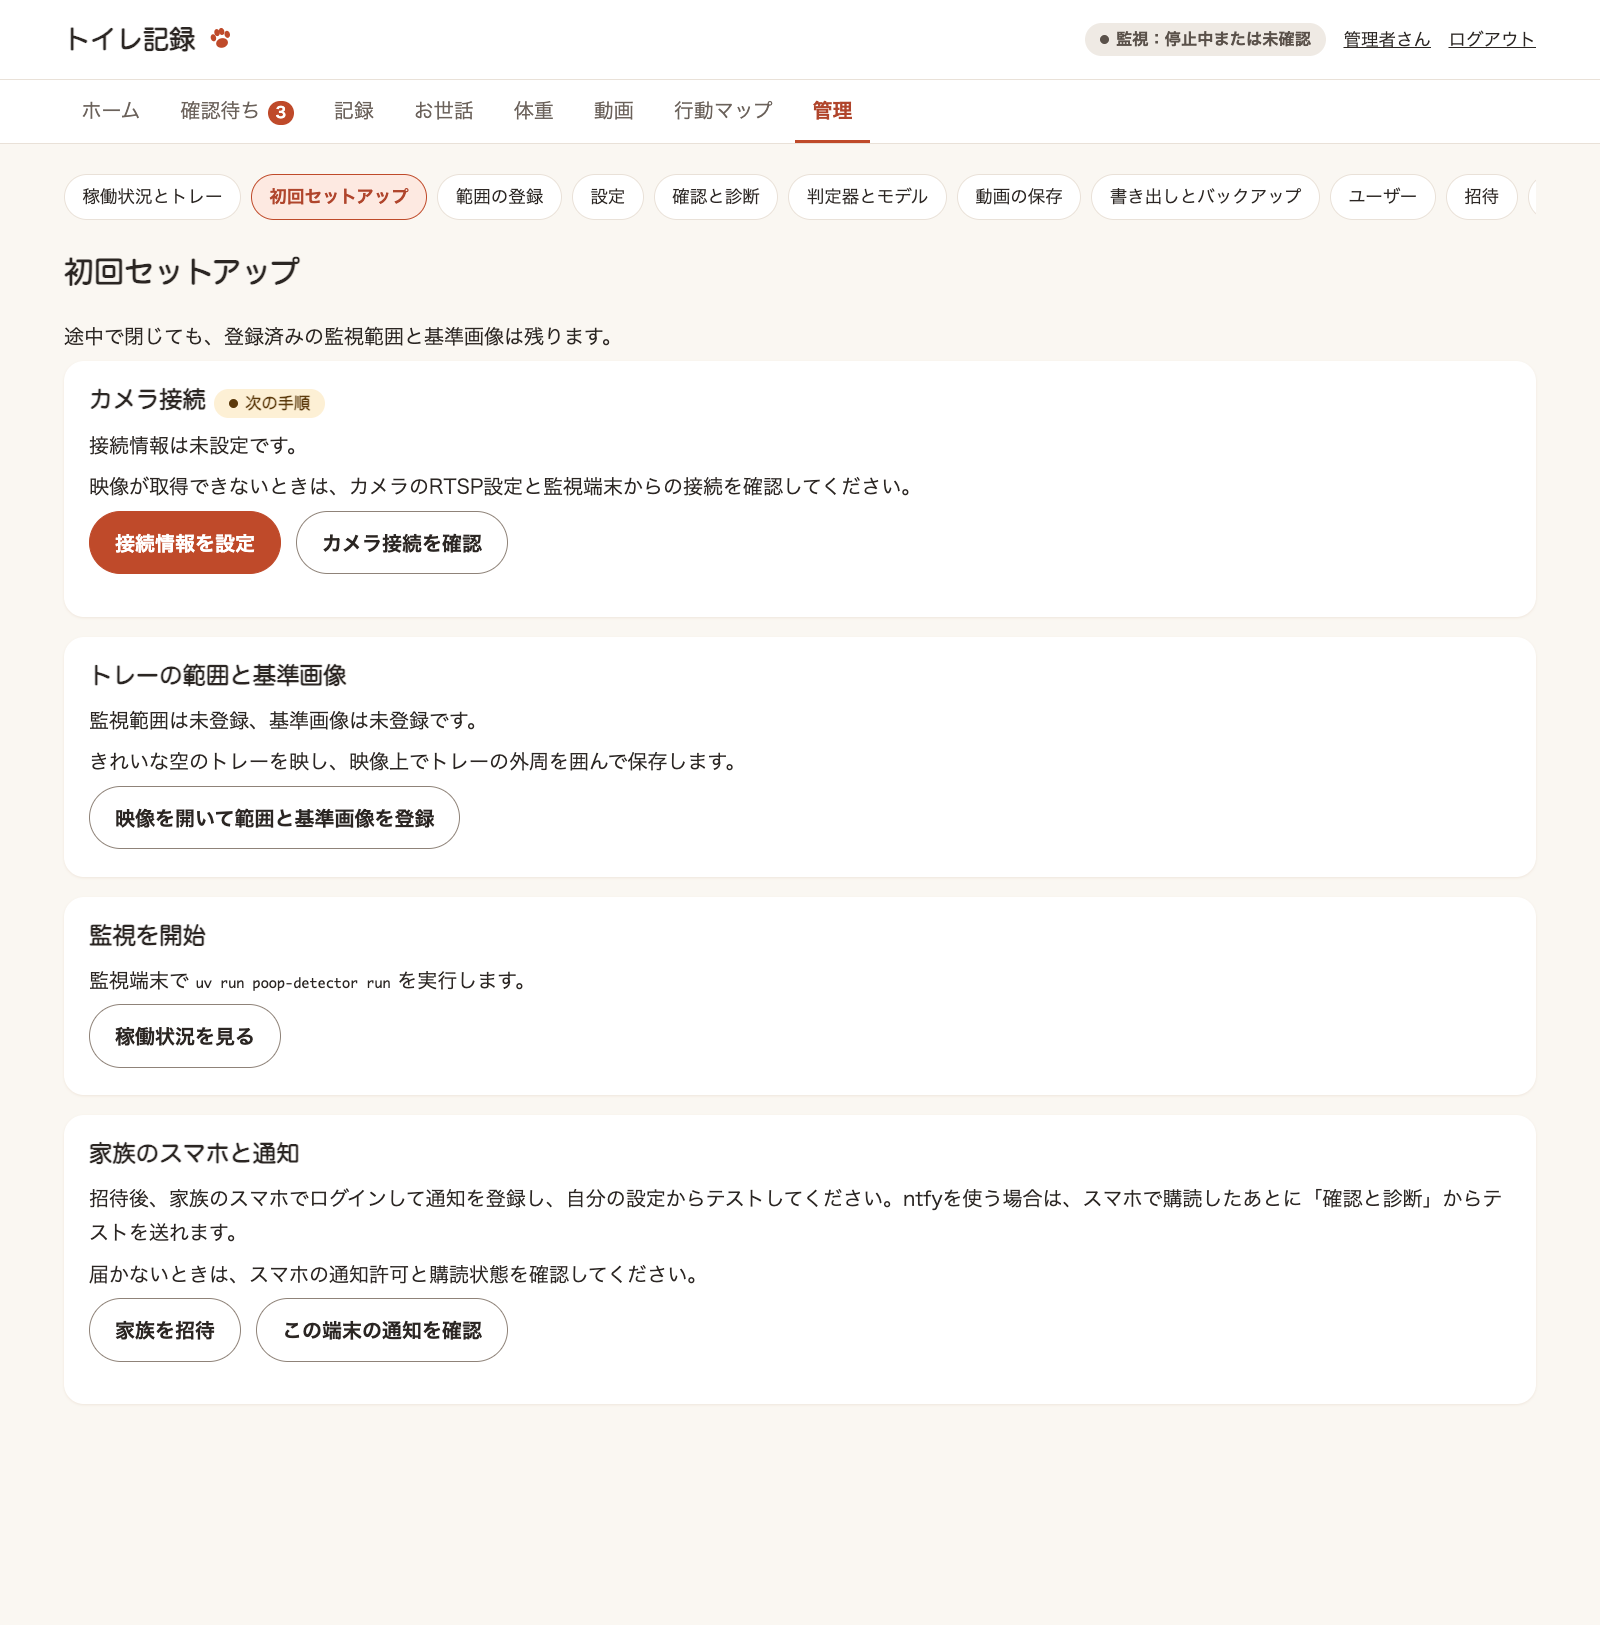 トイレ記録
監視：停止中または未確認 管理者さん ログアウト
ホーム 確認待ち 3 記録 お世話 体重 動画 行動マップ 管理
稼働状況とトレー 初回セットアップ 範囲の登録 設定 確認と診断 判定器とモデル 動画の保存 書き出しとバックアップ ユーザー 招待
初回セットアップ
途中で閉じても、登録済みの監視範囲と基準画像は残ります。
カメラ接続 次の手順
接続情報は未設定です。
映像が取得できないときは、カメラのRTSP設定と監視端末からの接続を確認してください。
接続情報を設定 カメラ接続を確認
トレーの範囲と基準画像
監視範囲は未登録、基準画像は未登録です。
きれいな空のトレーを映し、映像上でトレーの外周を囲んで保存します。
映像を開いて範囲と基準画像を登録
監視を開始
監視端末で uv run poop-detector run を実行します。
稼働状況を見る
家族のスマホと通知
招待後、家族のスマホでログインして通知を登録し、自分の設定からテストしてください。ntfyを使う場合は、スマホで購読したあとに「確認と診断」からテ
ストを送れます。
届かないときは、スマホの通知許可と購読状態を確認してください。
家族を招待 この端末の通知を確認